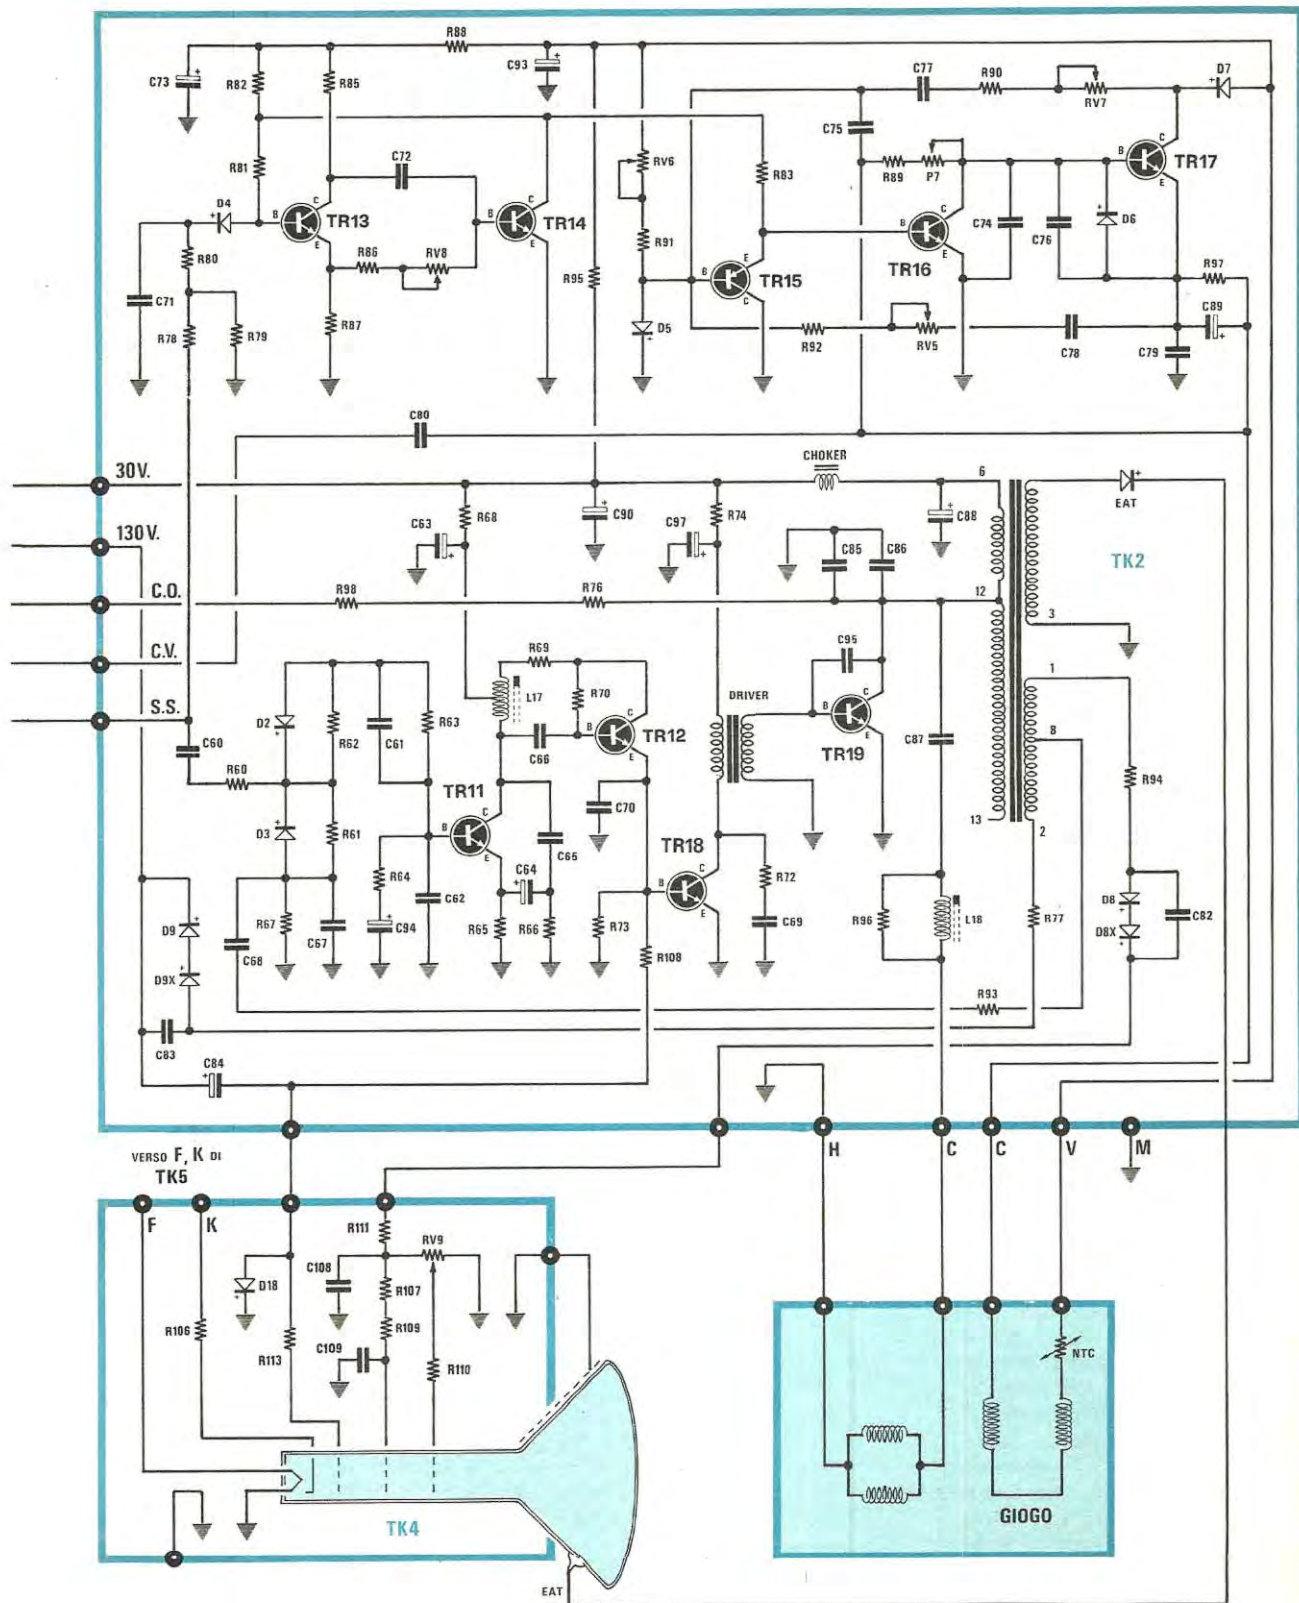 R88
C73 +
R82
R85
C93 +
C77
R90
RV7
D7 +
C75
R81
C72
RV6
R83
R89
P7
B C E TR17
D4 +
B C E TR13
B C E TR14
R80
R86
RV8
R91
B C E TR16
C74
C76
D6 +
R95
B E C TR15
R97
C71
R78
R79
R87
D5 +
R92
RV5
C78
C79
C89 +
C80
30V.
CHOKER
6
EAT +
C63 +
R68
C90 +
C97 +
R74
C88 +
130V.
C85
C86
TK2
C.O.
R98
R76
12
3
C.V.
R69
C95
1
L17
R70
DRIVER
S.S.
D2 +
R62
C61
R63
C66
B C E TR12
B C E TR19
C87
8
C60
R60
R94
TR11 B C E
C70
D3 +
R61
C65
TR18 B C E
13
2
R64
C62
C64 +
R72
D8 +
C82
D9 +
R67
C67
C94 +
R65
R66
R73
C69
R96
L18
R77
D8X +
C68
R108
D9X +
R93
C83
C84 +
H
C
C
V
M
VERSO F, K DI
TK5
F
K
R111
RV9
C108
D18 +
R107
R106
R109
R113
C109
R110
NTC
GIOGO
TK4
EAT